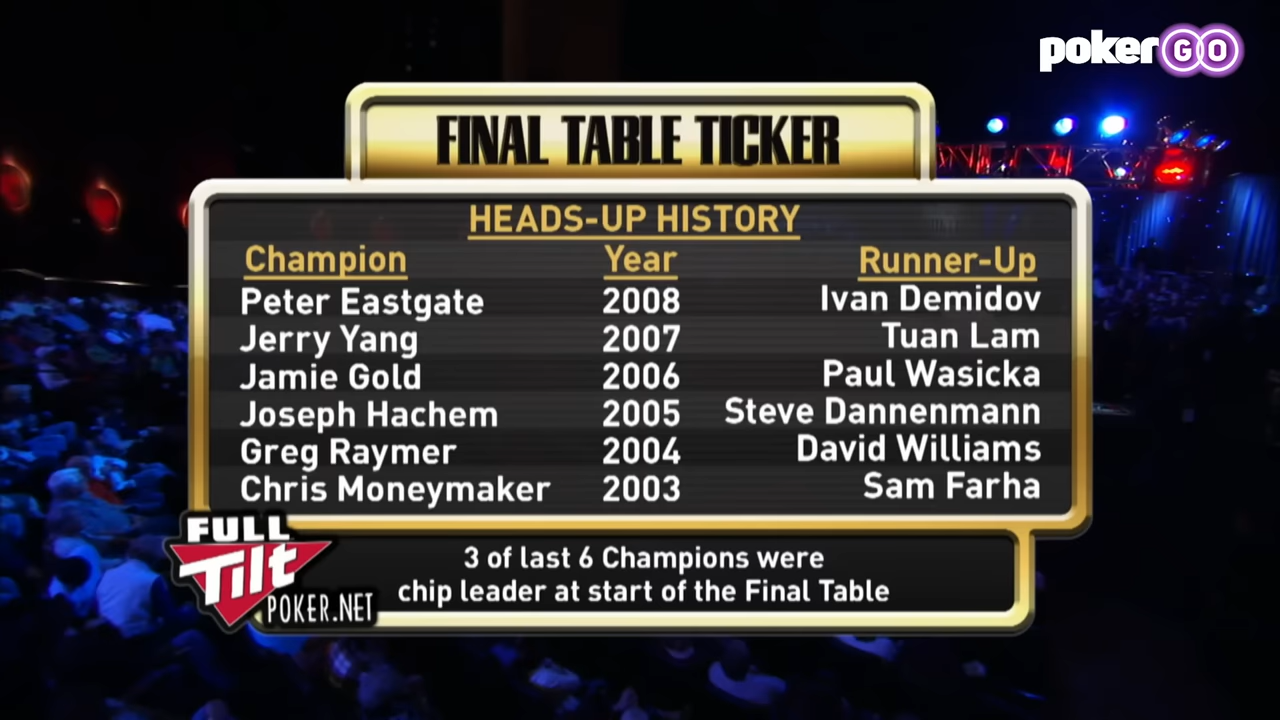 poker GO
FINAL TABLE TICKER
HEADS-UP HISTORY
Champion Year Runner-Up
Peter Eastgate 2008 Ivan Demidov
Jerry Yang 2007 Tuan Lam
Jamie Gold 2006 Paul Wasicka
Joseph Hachem 2005 Steve Dannenmann
Greg Raymer 2004 David Williams
Chris Moneymaker 2003 Sam Farha
FULL
Tilt
POKER.NET
3 of last 6 Champions were
chip leader at start of the Final Table